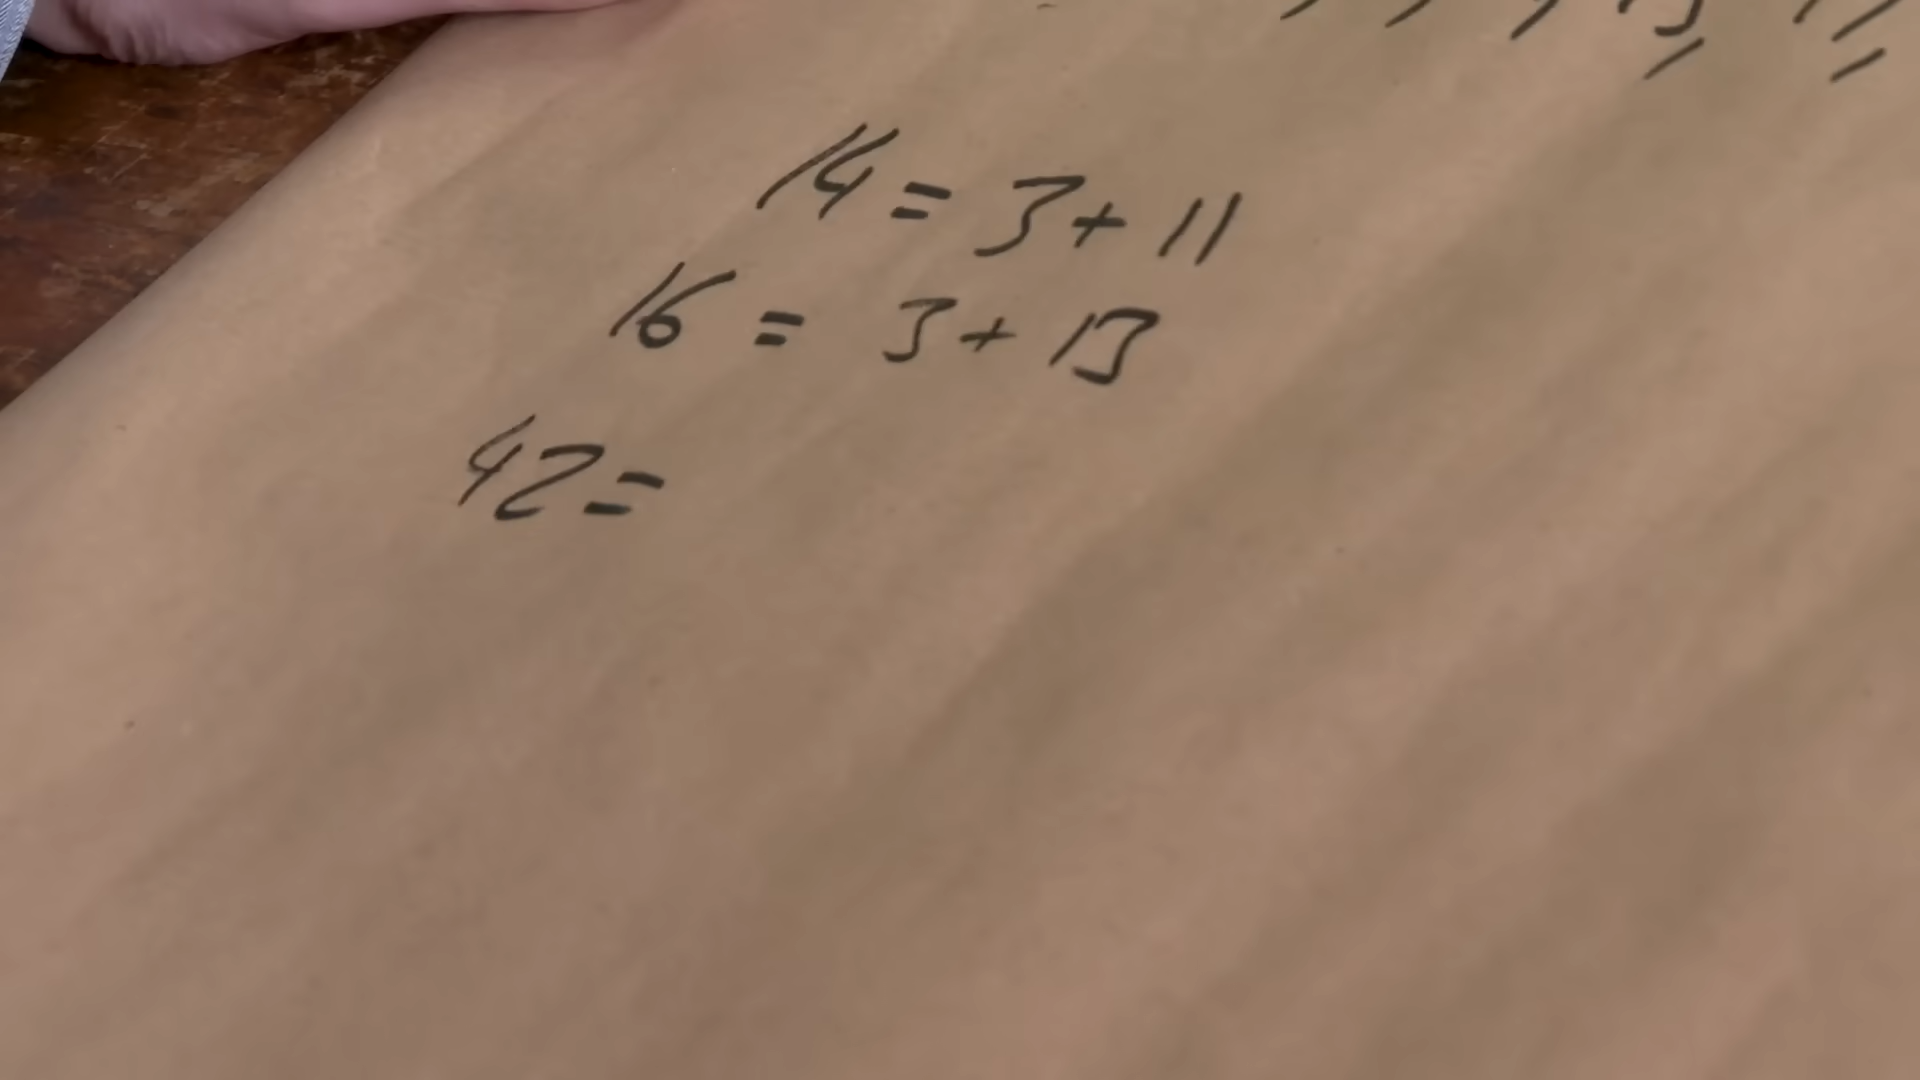 14 = 3 + 11
16 = 3 + 13
42 =